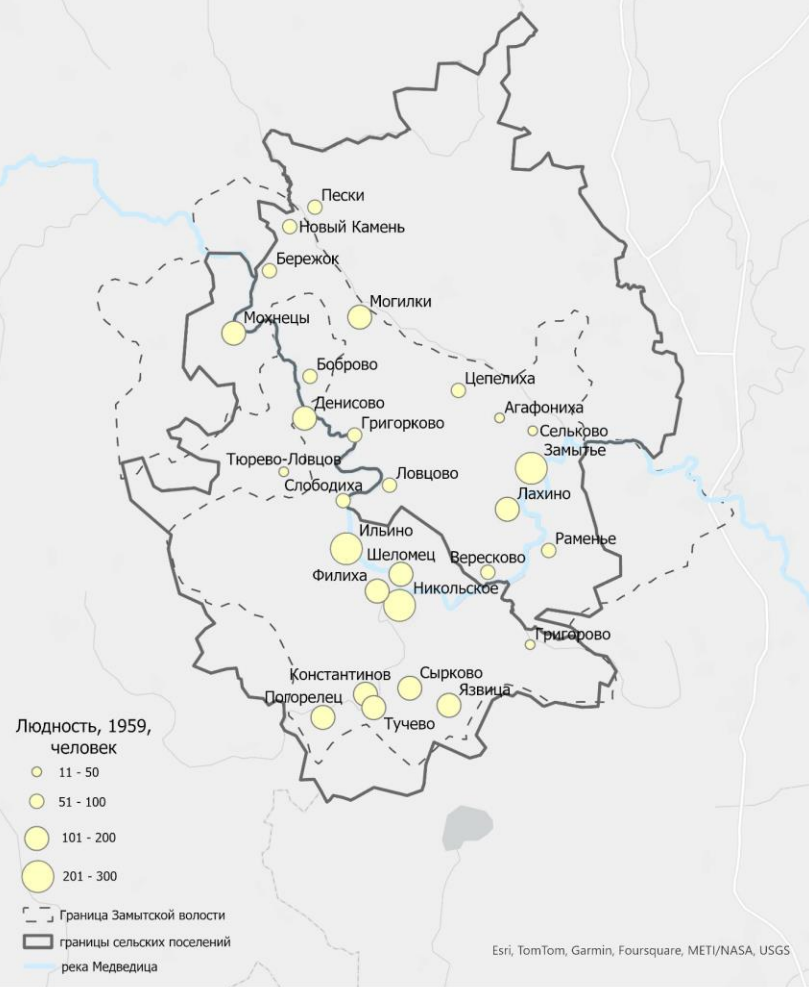 Пески
Новый Камень
Бережок
Могилки
Мохнецы
Боброво
Цепелиха
Денисово
Агафониха
Григорково
Сельково
Замытье
Тюрево-Ловцов
Ловцово
Слободиха
Лахино
Ильино
Раменье
Шеломец
Вересково
Филиха
Никольское
Григорово
Константинов
Сырково
Погорелец
Язвица
Тучево
Людность, 1959,
человек
11 - 50
51 - 100
101 - 200
201 - 300
Граница Замытской волости
границы сельских поселений
река Медведица
Esri, TomTom, Garmin, Foursquare, METI/NASA, USGS